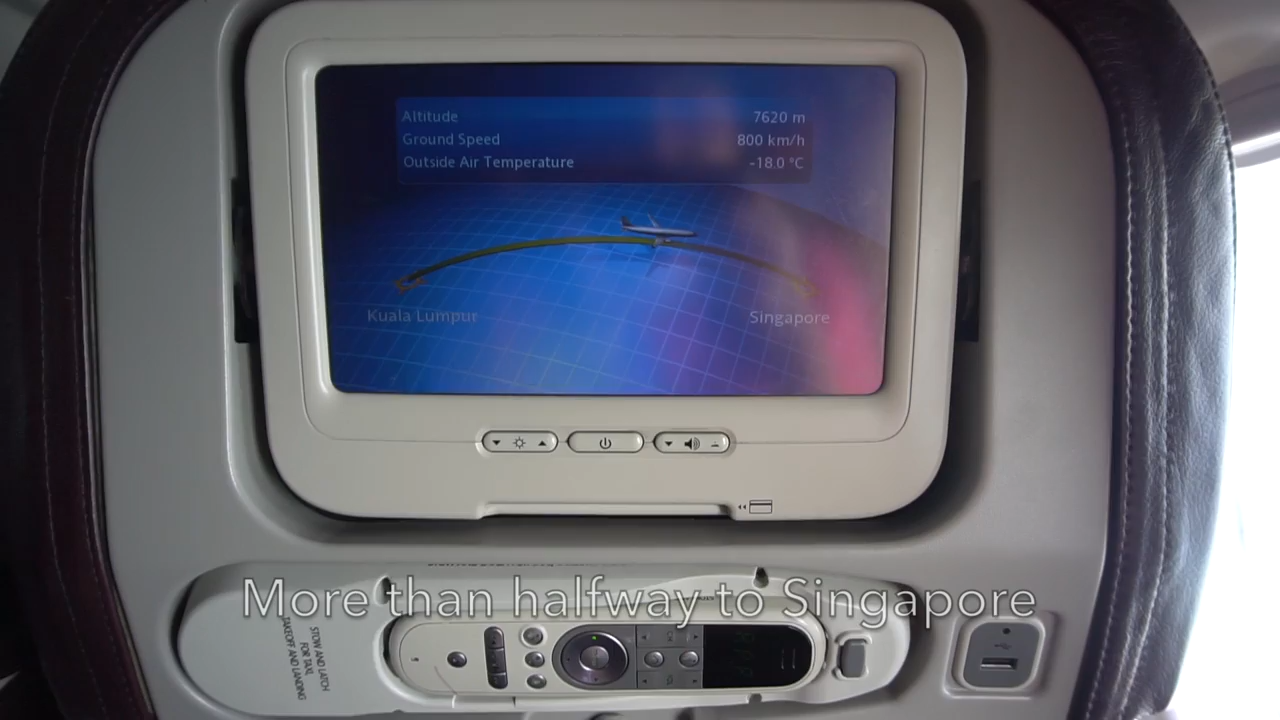 Altitude 7620 m
Ground Speed 800 km/h
Outside Air Temperature -18.0 °C
Kuala Lumpur
Singapore
More than halfway to Singapore
STOW AND LATCH
FOR TAXI
TAKEOFF AND LANDING